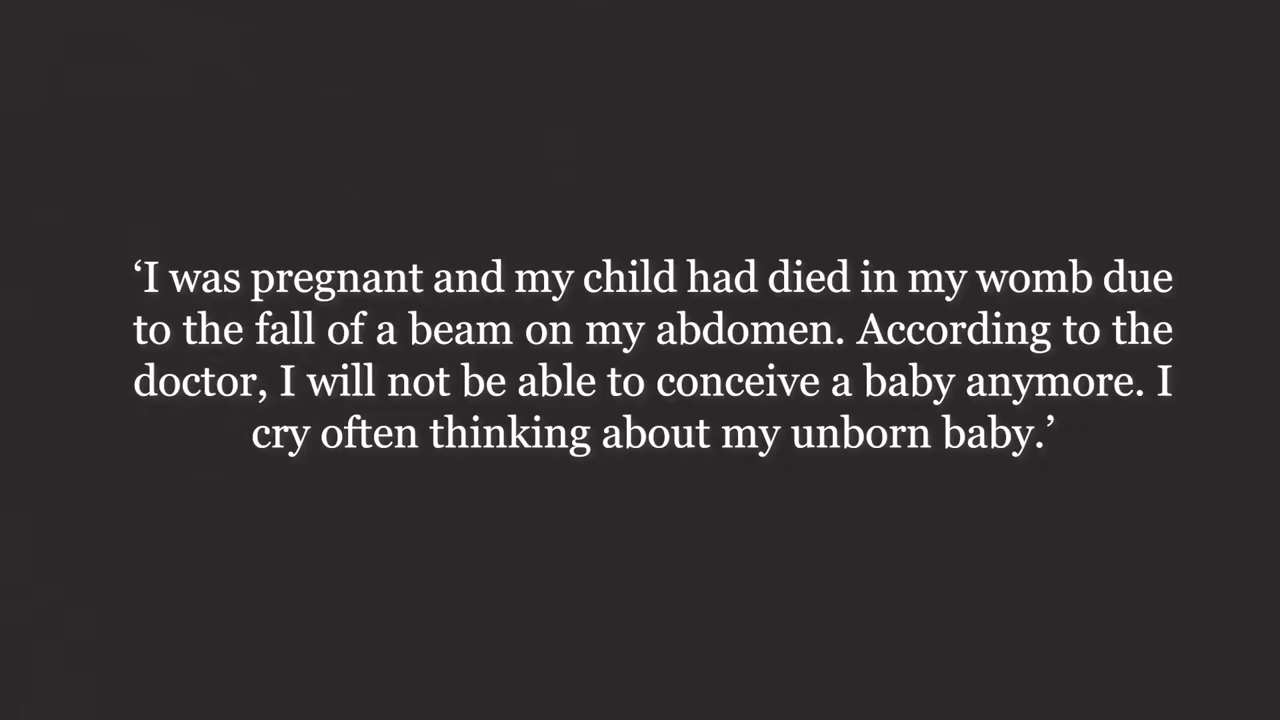 ‘I was pregnant and my child had died in my womb due
to the fall of a beam on my abdomen. According to the
doctor, I will not be able to conceive a baby anymore. I
cry often thinking about my unborn baby.’